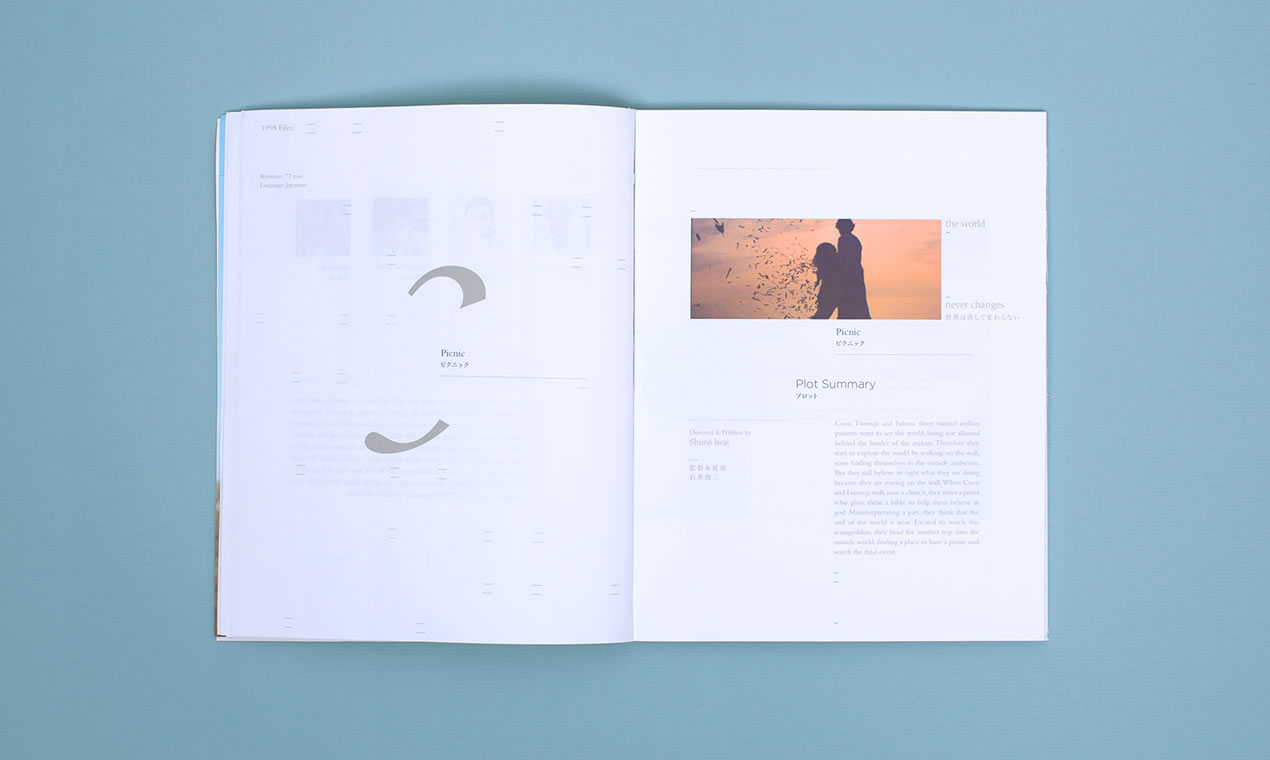 1998 Film
Runtime| 72 min
Language| Japanese
Picnic
ピクニック
the world
never changes
世界は決して変わらない
Picnic
ピクニック
Plot Summary
プロット
Directed & Written by
Shunji Iwai
監督&
岩井俊二
Coco, Tsumuji and Satoru, three mental asylum
patients want to see the world, being not allowed
behind the border of the asylum. Therefore they
start to explore the world by walking on the wall,
soon finding themselves in the outside ambience.
But they still believe its right what they are doing
because they are staying on the wall. When Coco
and Tsumuji walk near a church, they meet a priest
who gives them a bible, to help them believe in
god. Misinterpretating a part, they think that the
end of the world is near. Excited to watch this
armageddon, they head for another trip into the
outside world, finding a place to have a picnic and
watch the final event.